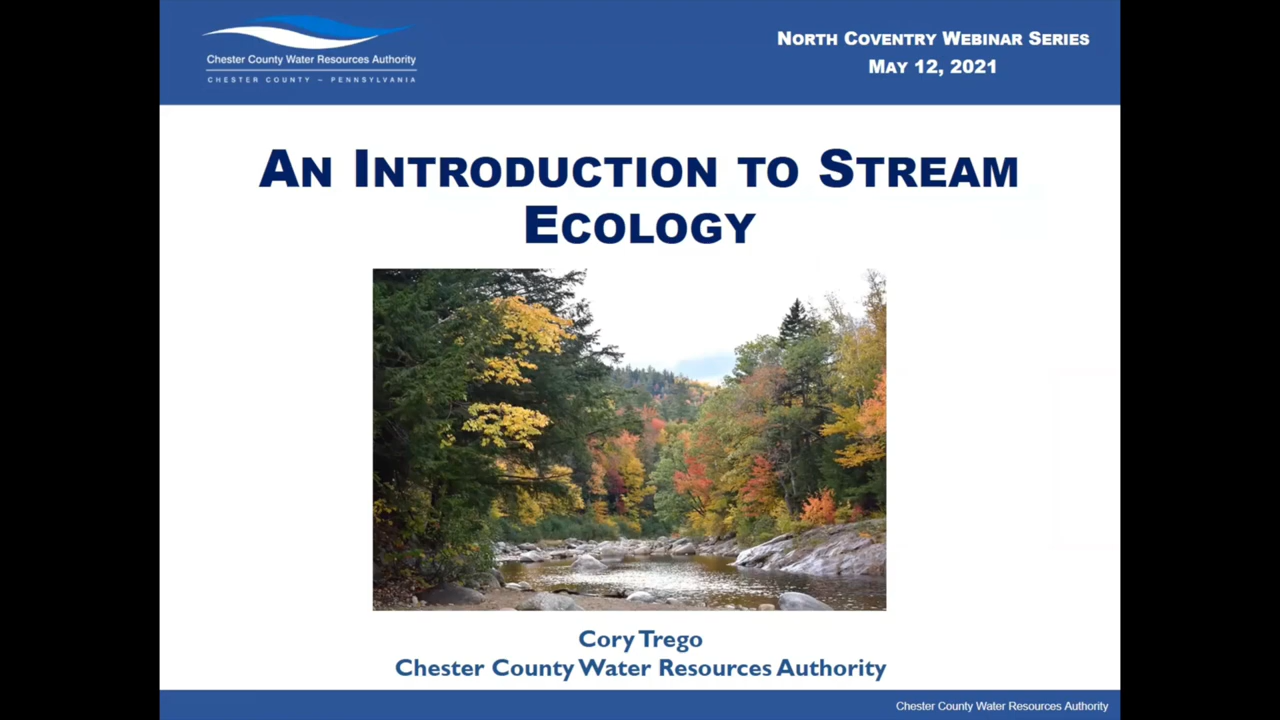 Chester County Water Resources Authority
CHESTER COUNTY – PENNSYLVANIA
NORTH COVENTRY WEBINAR SERIES
MAY 12, 2021
AN INTRODUCTION TO STREAM
ECOLOGY
Cory Trego
Chester County Water Resources Authority
Chester County Water Resources Authority